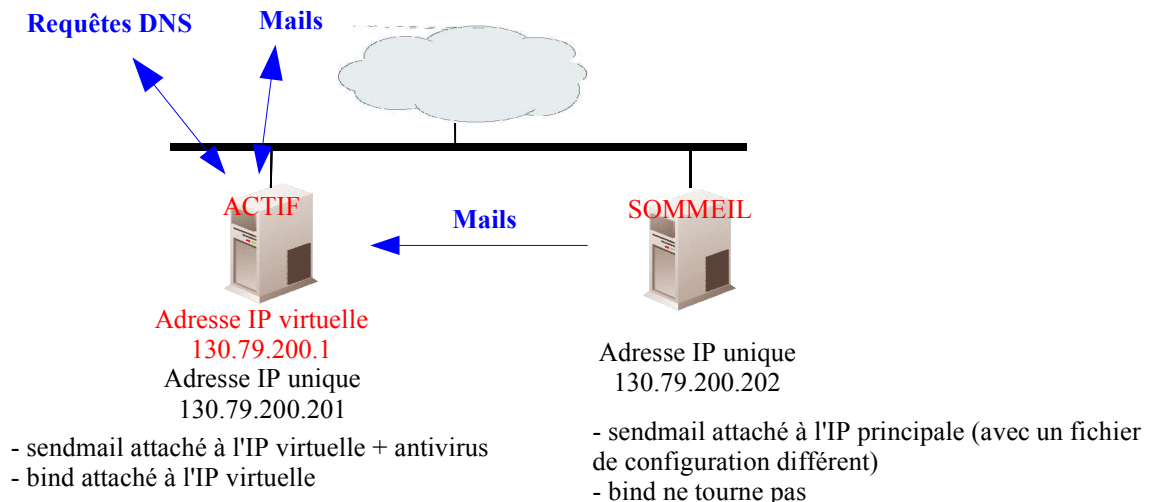 Requêtes DNS
Mails
ACTIF
SOMMEIL
Mails
Adresse IP virtuelle
130.79.200.1
Adresse IP unique
130.79.200.201
Adresse IP unique
130.79.200.202
- sendmail attaché à l'IP virtuelle + antivirus
- bind attaché à l'IP virtuelle
- sendmail attaché à l'IP principale (avec un fichier
de configuration différent)
- bind ne tourne pas